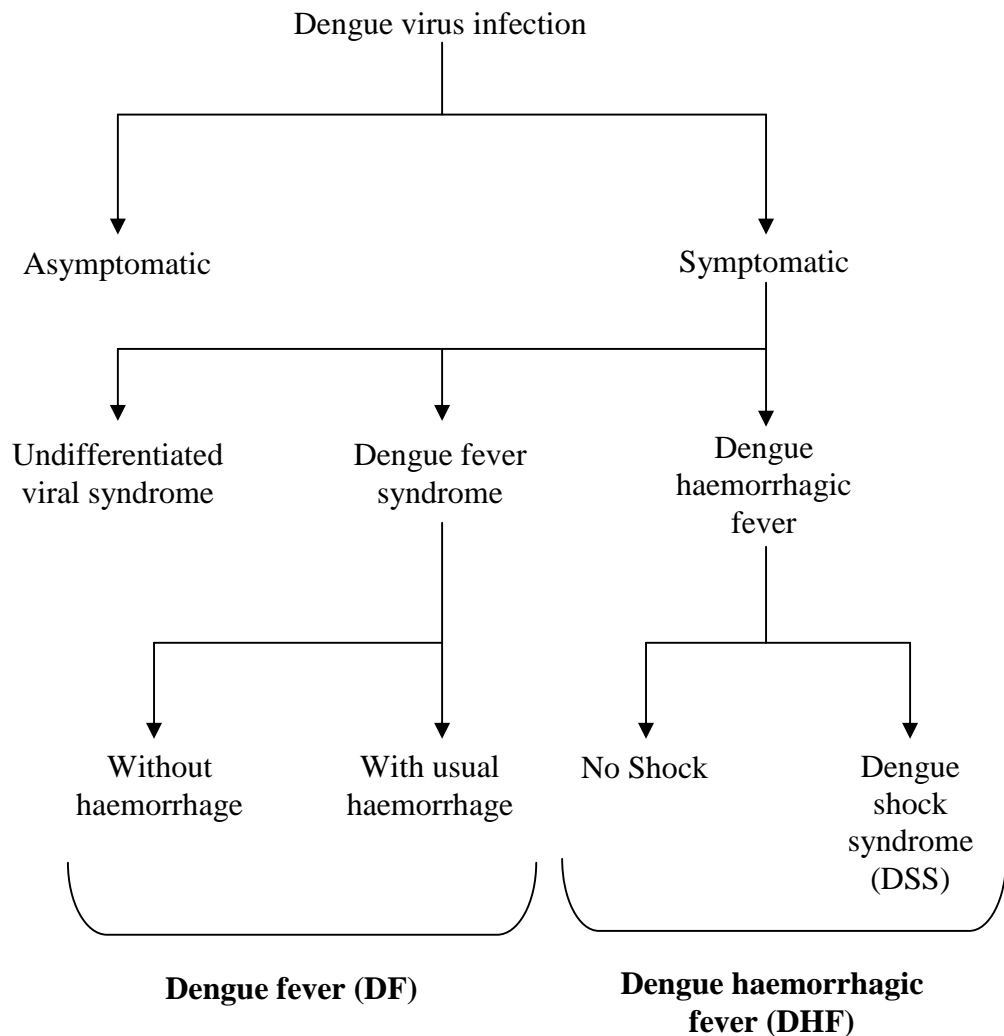 Dengue virus infection
Asymptomatic
Symptomatic
Undifferentiated
viral syndrome
Dengue fever
syndrome
Dengue
haemorrhagic
fever
Without
haemorrhage
With usual
haemorrhage
No Shock
Dengue
shock
syndrome
(DSS)
Dengue fever (DF)
Dengue haemorrhagic
fever (DHF)